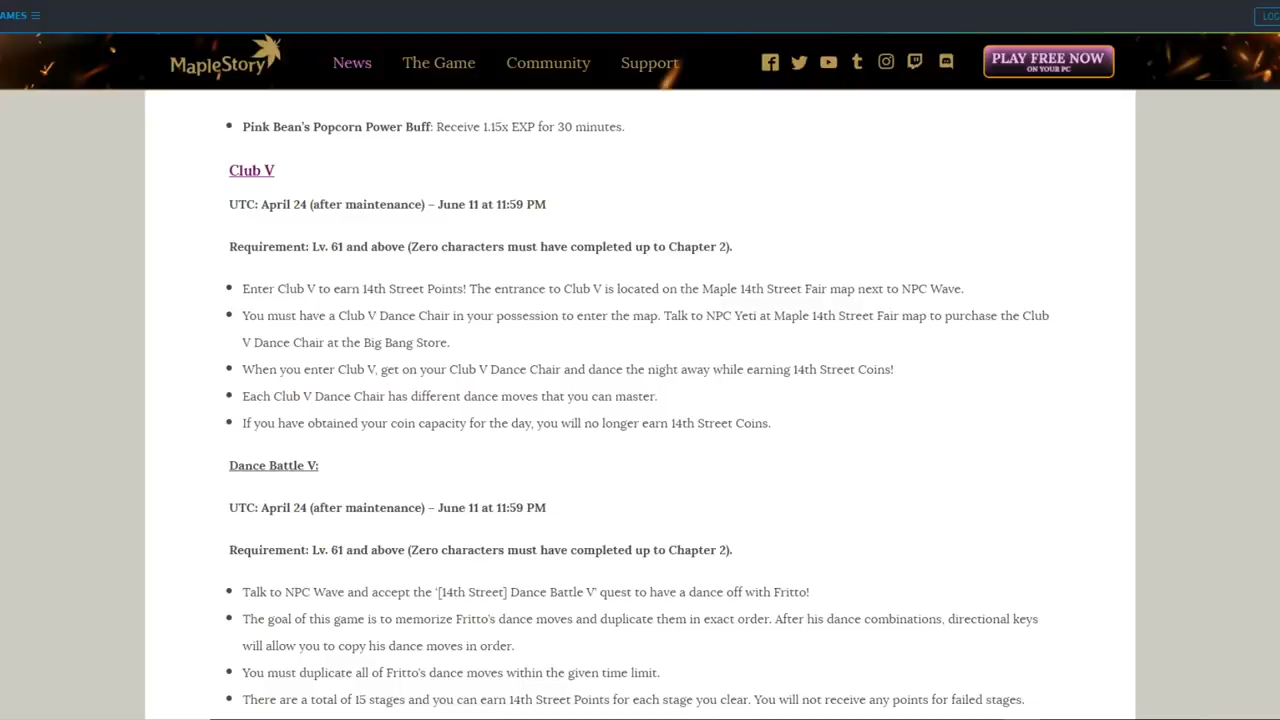 AMES
LOG
MapleStory
News
The Game
Community
Support
PLAY FREE NOW
ON YOUR PC
• Pink Bean's Popcorn Power Buff: Receive 1.15x EXP for 30 minutes.
Club V
UTC: April 24 (after maintenance) – June 11 at 11:59 PM
Requirement: Lv. 61 and above (Zero characters must have completed up to Chapter 2).
• Enter Club V to earn 14th Street Points! The entrance to Club V is located on the Maple 14th Street Fair map next to NPC Wave.
• You must have a Club V Dance Chair in your possession to enter the map. Talk to NPC Yeti at Maple 14th Street Fair map to purchase the Club
V Dance Chair at the Big Bang Store.
• When you enter Club V, get on your Club V Dance Chair and dance the night away while earning 14th Street Coins!
• Each Club V Dance Chair has different dance moves that you can master.
• If you have obtained your coin capacity for the day, you will no longer earn 14th Street Coins.
Dance Battle V:
UTC: April 24 (after maintenance) – June 11 at 11:59 PM
Requirement: Lv. 61 and above (Zero characters must have completed up to Chapter 2).
• Talk to NPC Wave and accept the '[14th Street] Dance Battle V' quest to have a dance off with Fritto!
• The goal of this game is to memorize Fritto's dance moves and duplicate them in exact order. After his dance combinations, directional keys
will allow you to copy his dance moves in order.
• You must duplicate all of Fritto's dance moves within the given time limit.
• There are a total of 15 stages and you can earn 14th Street Points for each stage you clear. You will not receive any points for failed stages.